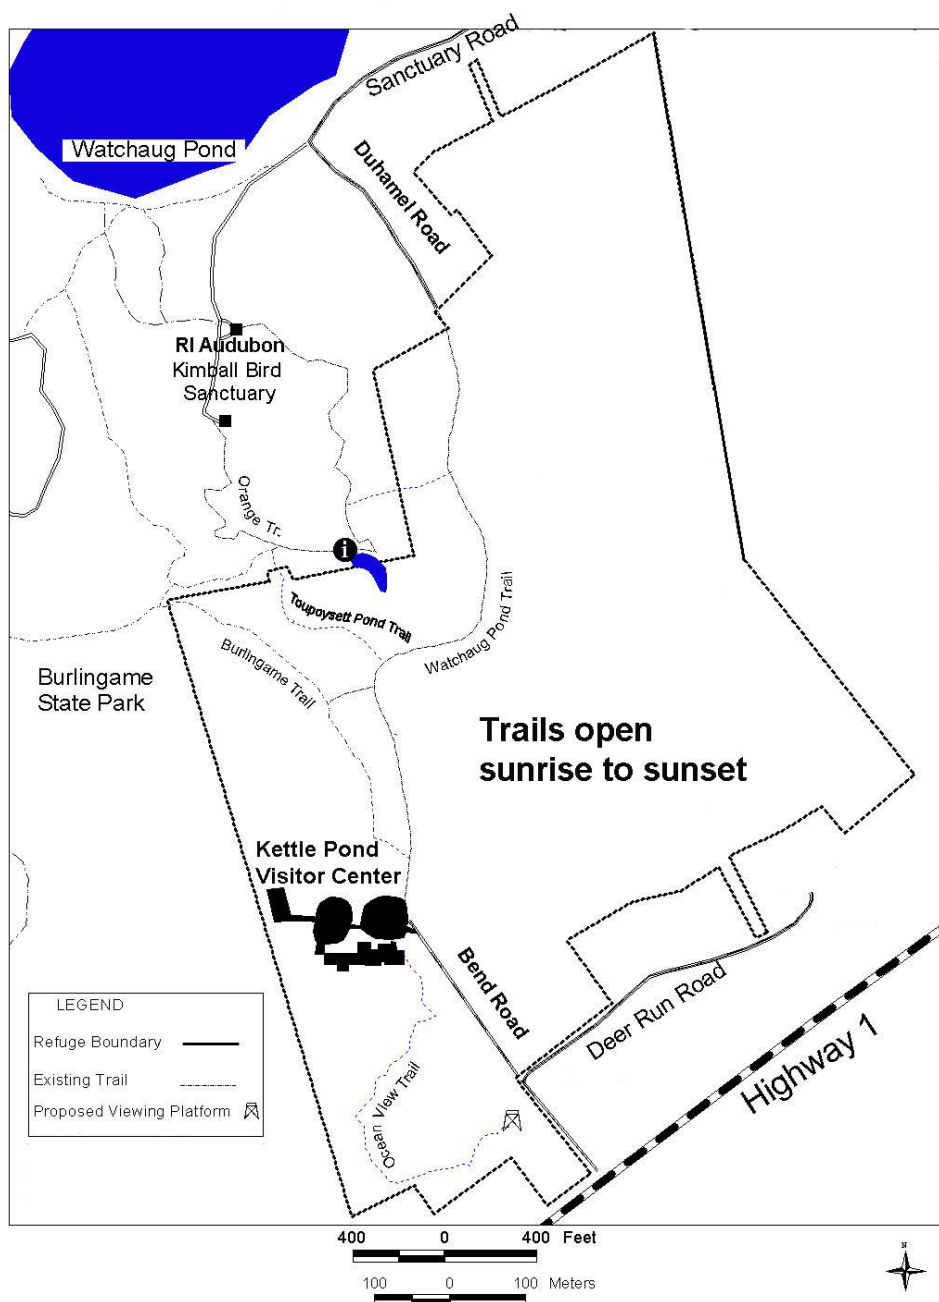 Sanctuary Road
Watchaug Pond
Duhamel Road
RI Audubon
Kimball Bird
Sanctuary
Orange Tr.
i
Toupoysett Pond Trail
Watchaug Pond Trail
Burlingame Trail
Burlingame
State Park
Trails open
sunrise to sunset
Kettle Pond
Visitor Center
Bend Road
Deer Run Road
Highway 1
Ocean View Trail
LEGEND
Refuge Boundary
Existing Trail
Proposed Viewing Platform
400 0 400 Feet
100 0 100 Meters
N